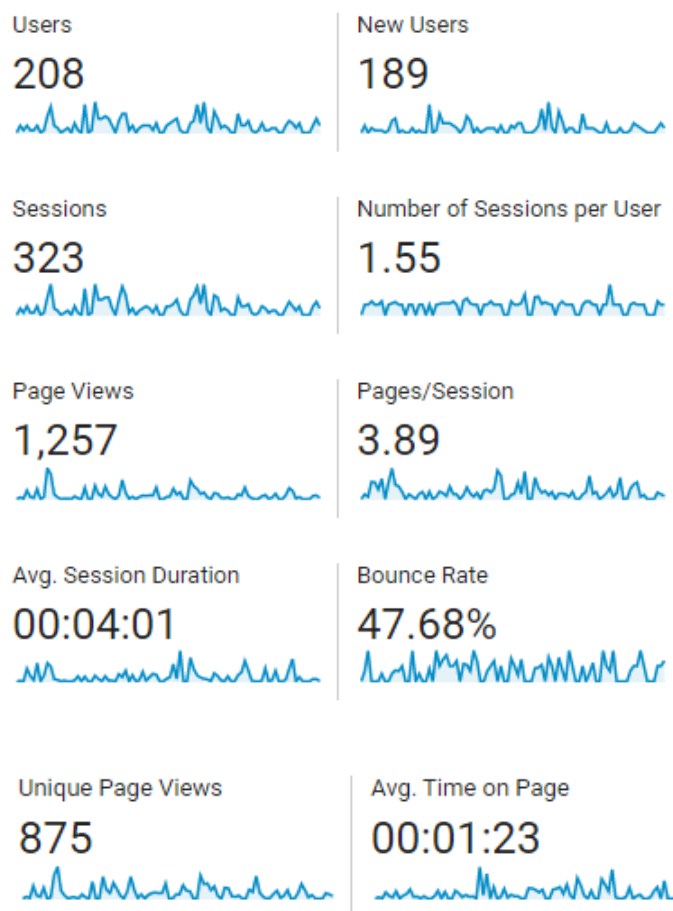 Users
New Users
208
189
Sessions
Number of Sessions per User
323
1.55
Page Views
Pages/Session
1,257
3.89
Avg. Session Duration
Bounce Rate
00:04:01
47.68%
Unique Page Views
Avg. Time on Page
875
00:01:23